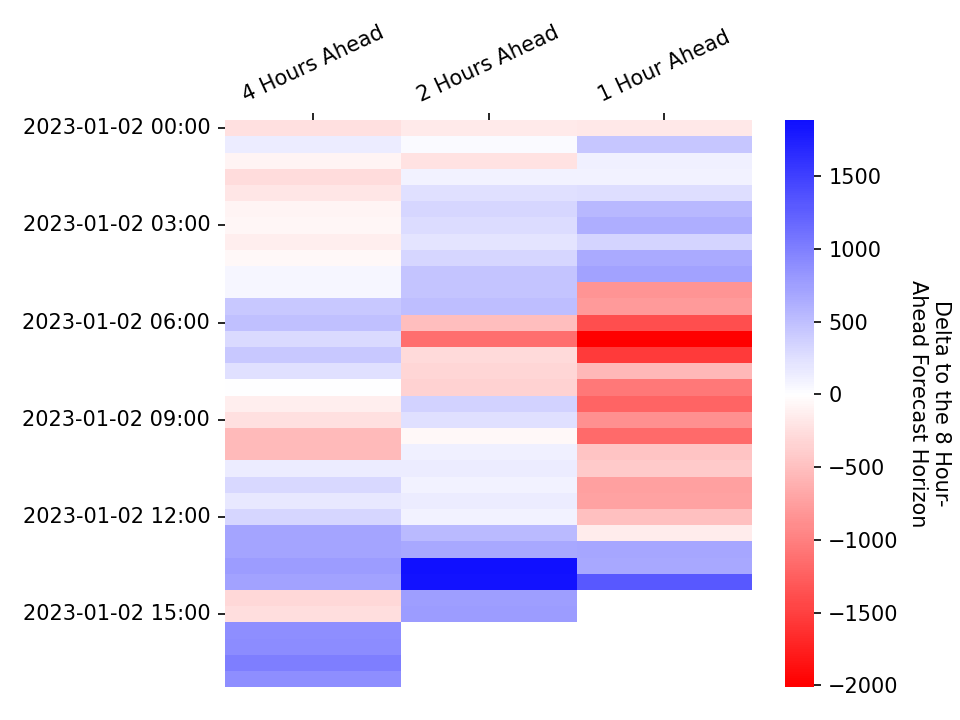 4 Hours Ahead
2 Hours Ahead
1 Hour Ahead
2023-01-02 00:00
2023-01-02 03:00
2023-01-02 06:00
2023-01-02 09:00
2023-01-02 12:00
2023-01-02 15:00
1500
1000
500
0
−500
−1000
−1500
−2000
Delta to the 8 Hour-
Ahead Forecast Horizon